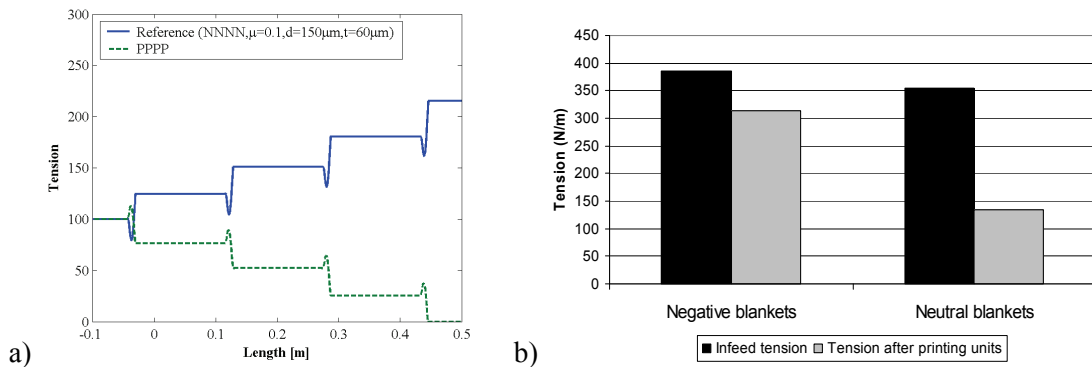 300
250
200
150
100
50
0
Tension
Reference (NNNN,μ=0.1,d=150μm,t=60μm)
PPPP
-0.1
0
0.1
0.2
0.3
0.4
0.5
Length [m]
a)
450
400
350
300
250
200
150
100
50
0
Tension (N/m)
Negative blankets
Neutral blankets
Infeed tension
Tension after printing units
b)